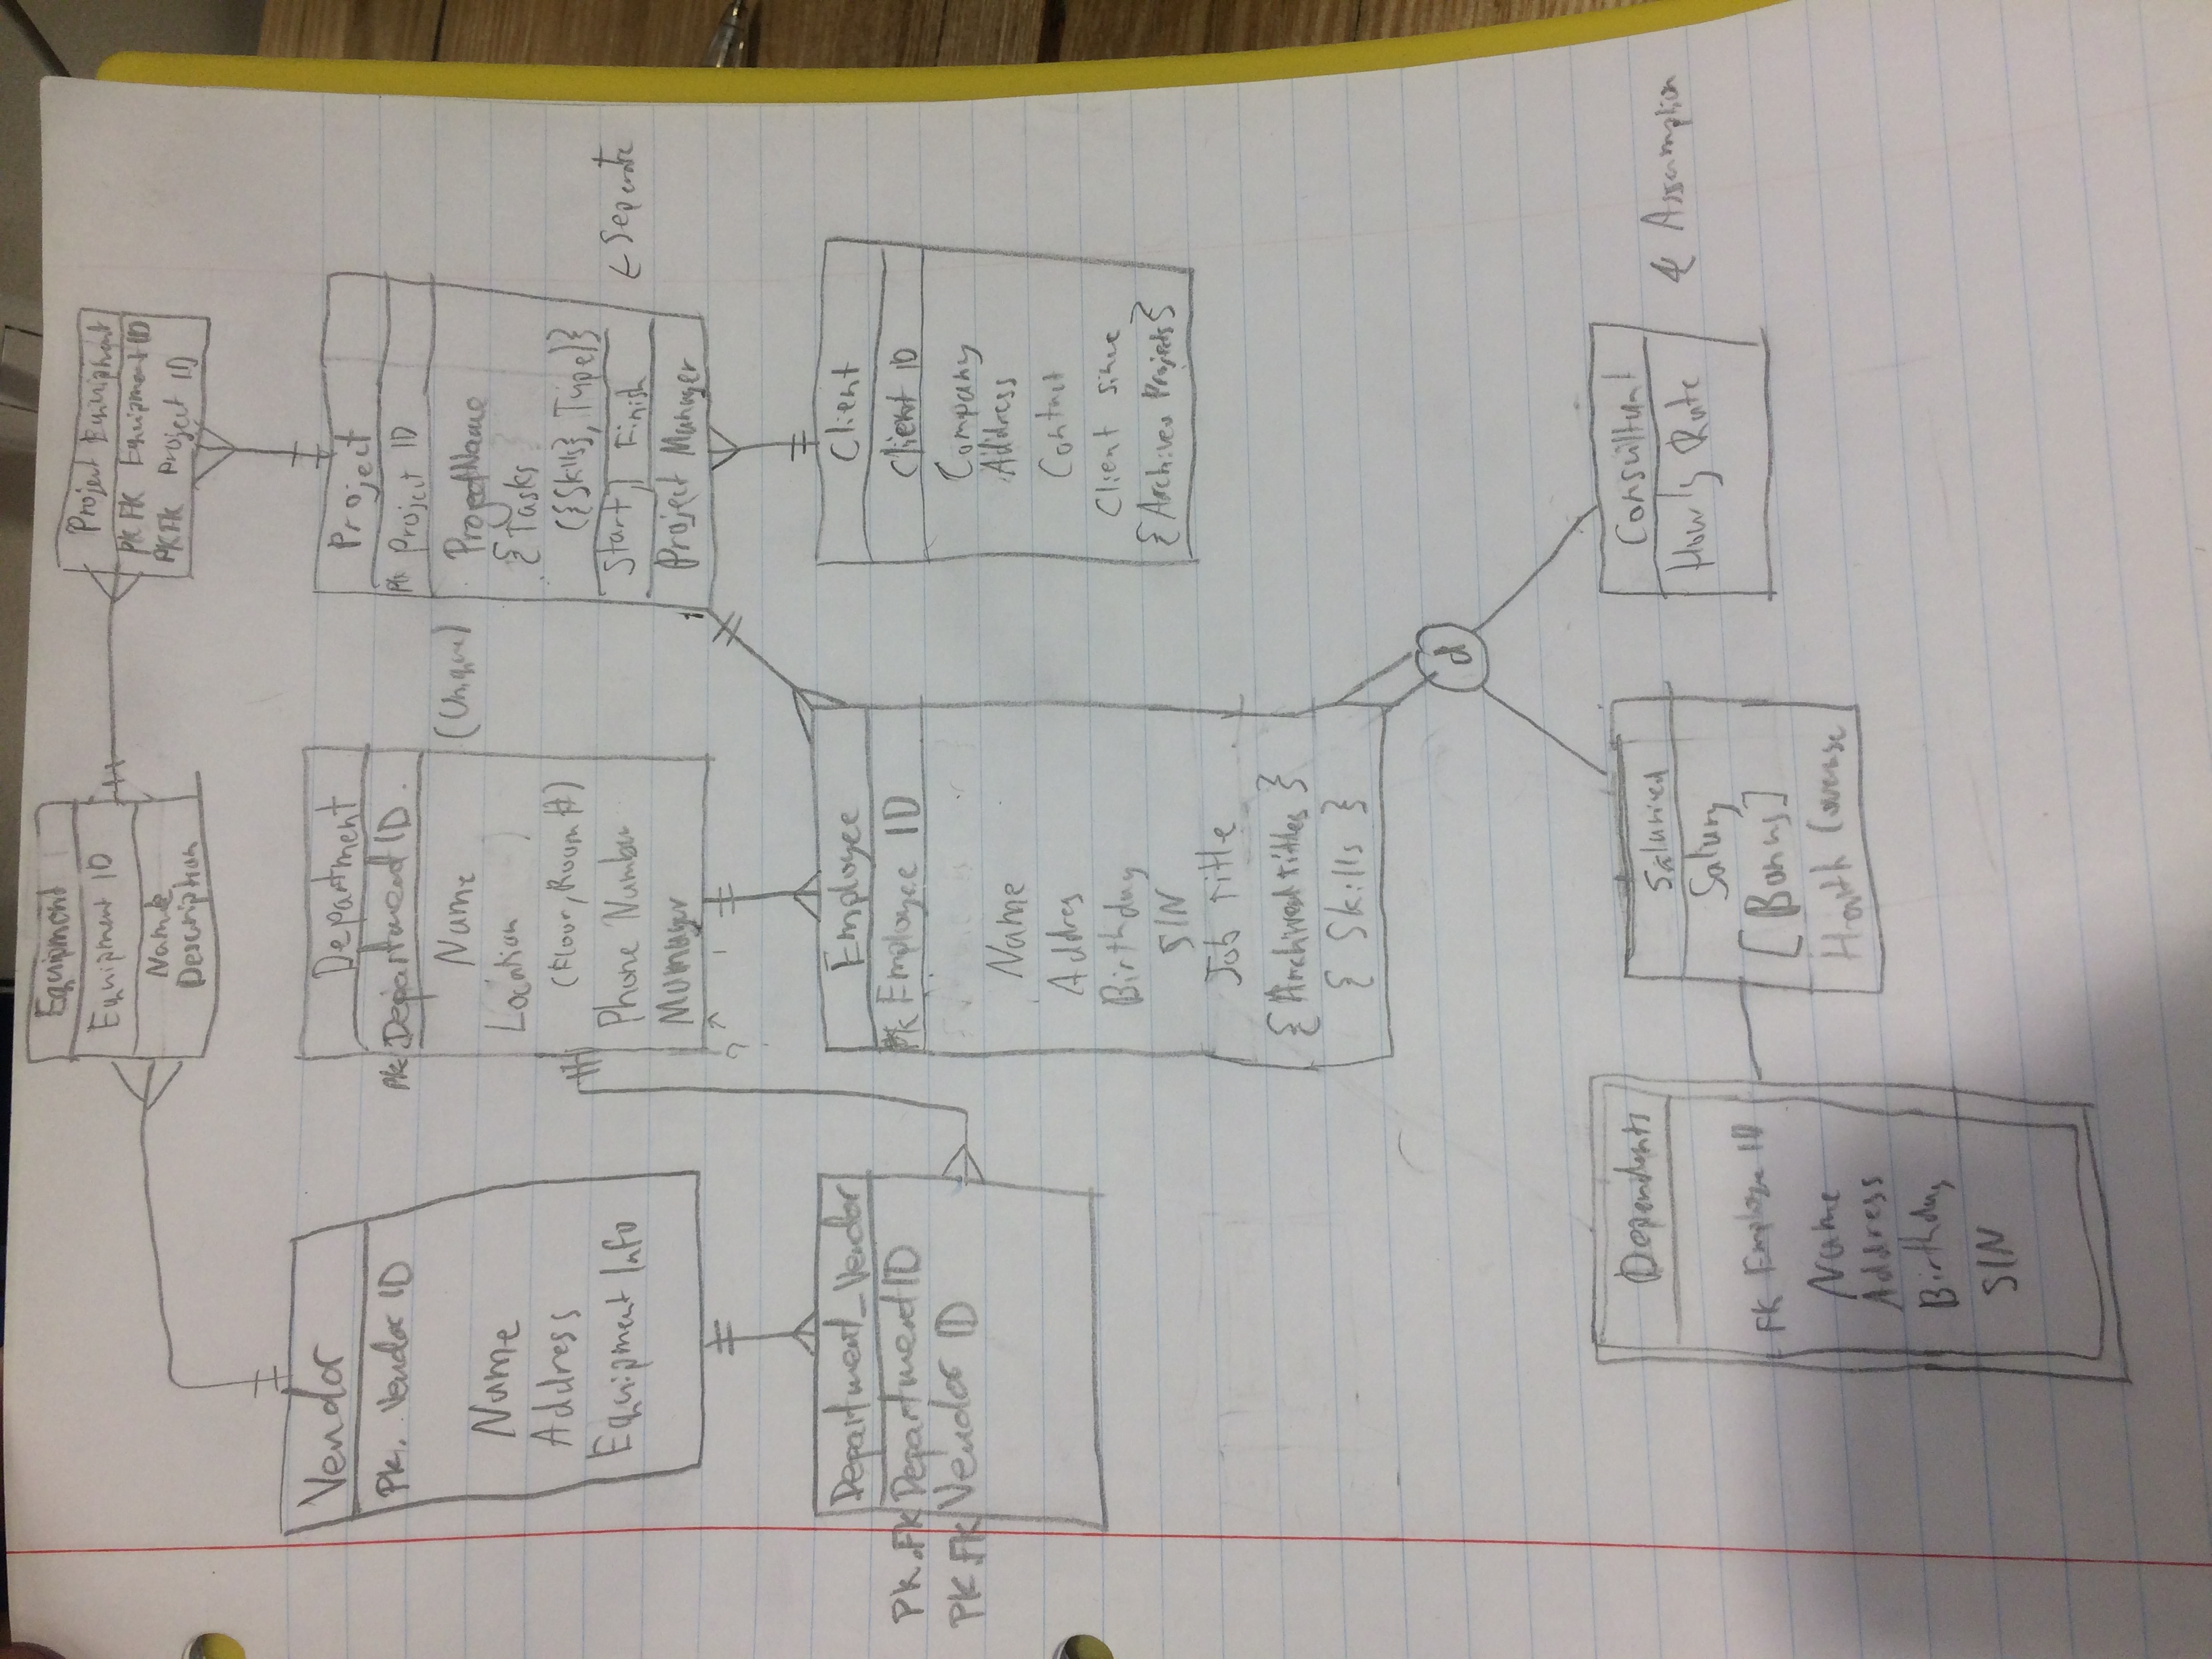 Equipment
Equipment ID
Name
Description
Project Equipment
PK FK Equipment ID
PK FK Project ID
Vendor
PK. Vendor ID
Name
Address
Equipment Info
Department
PK Department ID.
Name (Unique)
Location
(Floor, Room #)
Phone Number
Manager
?
Project
PK Project ID
Project Name
{Tasks
({Skills}, Type)}
Start Finish ← Seperate
Project Manager
Department_Vendor
PK.FK Department ID
PK.FK Vendor ID
Employee
PK Employee ID
Name
Addres
Birthday
SIN
Job Title
{Archived titles}
{Skills}
Client
Client ID
Company
Address
Contact
Client since
{Archived Projects}
d
Dependents
FK Employee ID
Name
Address
Birthday
SIN
Salaried
Salary
[Bonus]
Health Coverage
Consultant
Hourly Rate
Assumption